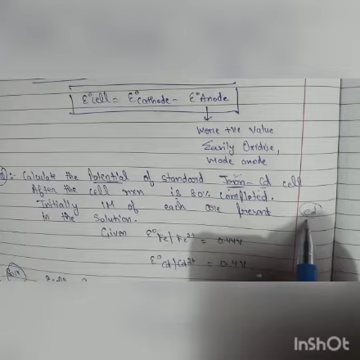 E°cell = E°Cathode - E°Anode
More +ve Value
Easily Oxidise,
Made anode
:- Calculate the potential of standard Iron-Cd cell
After the cell rxn is 80% completed.
Initially 1M of each are present
in the solution.
Given E°Fe/Fe2+ = 0.44V
E°Cd/Cd2+ = 0.4V
InShOt